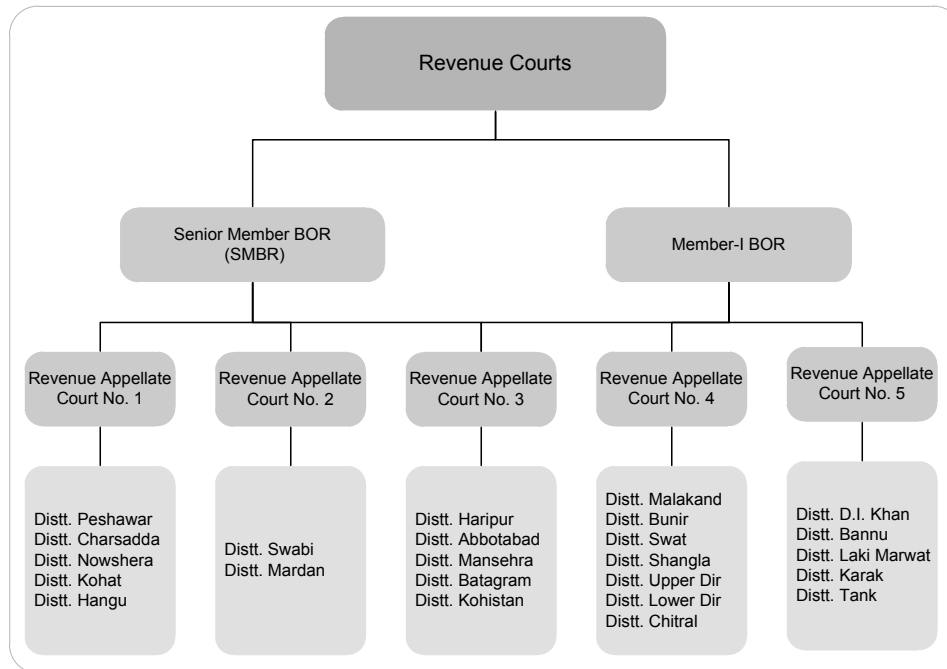 Revenue Courts
Senior Member BOR
(SMBR)
Member-I BOR
Revenue Appellate
Court No. 1
Revenue Appellate
Court No. 2
Revenue Appellate
Court No. 3
Revenue Appellate
Court No. 4
Revenue Appellate
Court No. 5
Distt. Peshawar
Distt. Charsadda
Distt. Nowshera
Distt. Kohat
Distt. Hangu
Distt. Swabi
Distt. Mardan
Distt. Haripur
Distt. Abbotabad
Distt. Mansehra
Distt. Batagram
Distt. Kohistan
Distt. Malakand
Distt. Bunir
Distt. Swat
Distt. Shangla
Distt. Upper Dir
Distt. Lower Dir
Distt. Chitral
Distt. D.I. Khan
Distt. Bannu
Distt. Laki Marwat
Distt. Karak
Distt. Tank